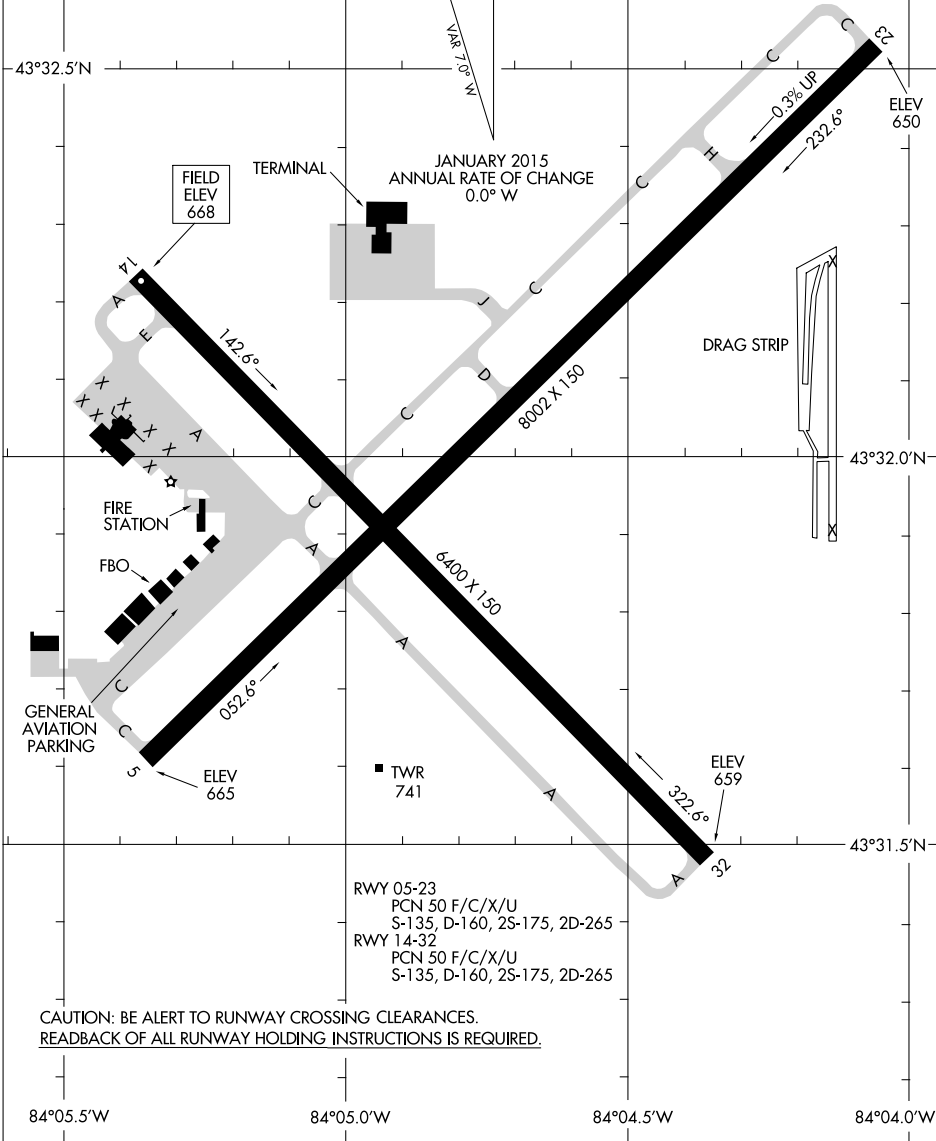 C
C
23
43°32.5'N
VAR 7.0° W
0.3% UP
ELEV
650
232.6°
H
JANUARY 2015
ANNUAL RATE OF CHANGE
0.0° W
TERMINAL
FIELD
ELEV
668
C
14
X
A
C
J
E
142.6°
DRAG STRIP
D
8002 X 150
X
X
X
X
C
X
A
X
L
X
43°32.0'N
C
FIRE
STATION
X
A
6400 X 150
FBO
A
C
052.6°
GENERAL
AVIATION
PARKING
C
5
ELEV
665
TWR
741
ELEV
659
322.6°
A
43°31.5'N
32
A
RWY 05-23
PCN 50 F/C/X/U
S-135, D-160, 2S-175, 2D-265
RWY 14-32
PCN 50 F/C/X/U
S-135, D-160, 2S-175, 2D-265
CAUTION: BE ALERT TO RUNWAY CROSSING CLEARANCES.
READBACK OF ALL RUNWAY HOLDING INSTRUCTIONS IS REQUIRED.
84°05.5'W
84°05.0'W
84°04.5'W
84°04.0'W